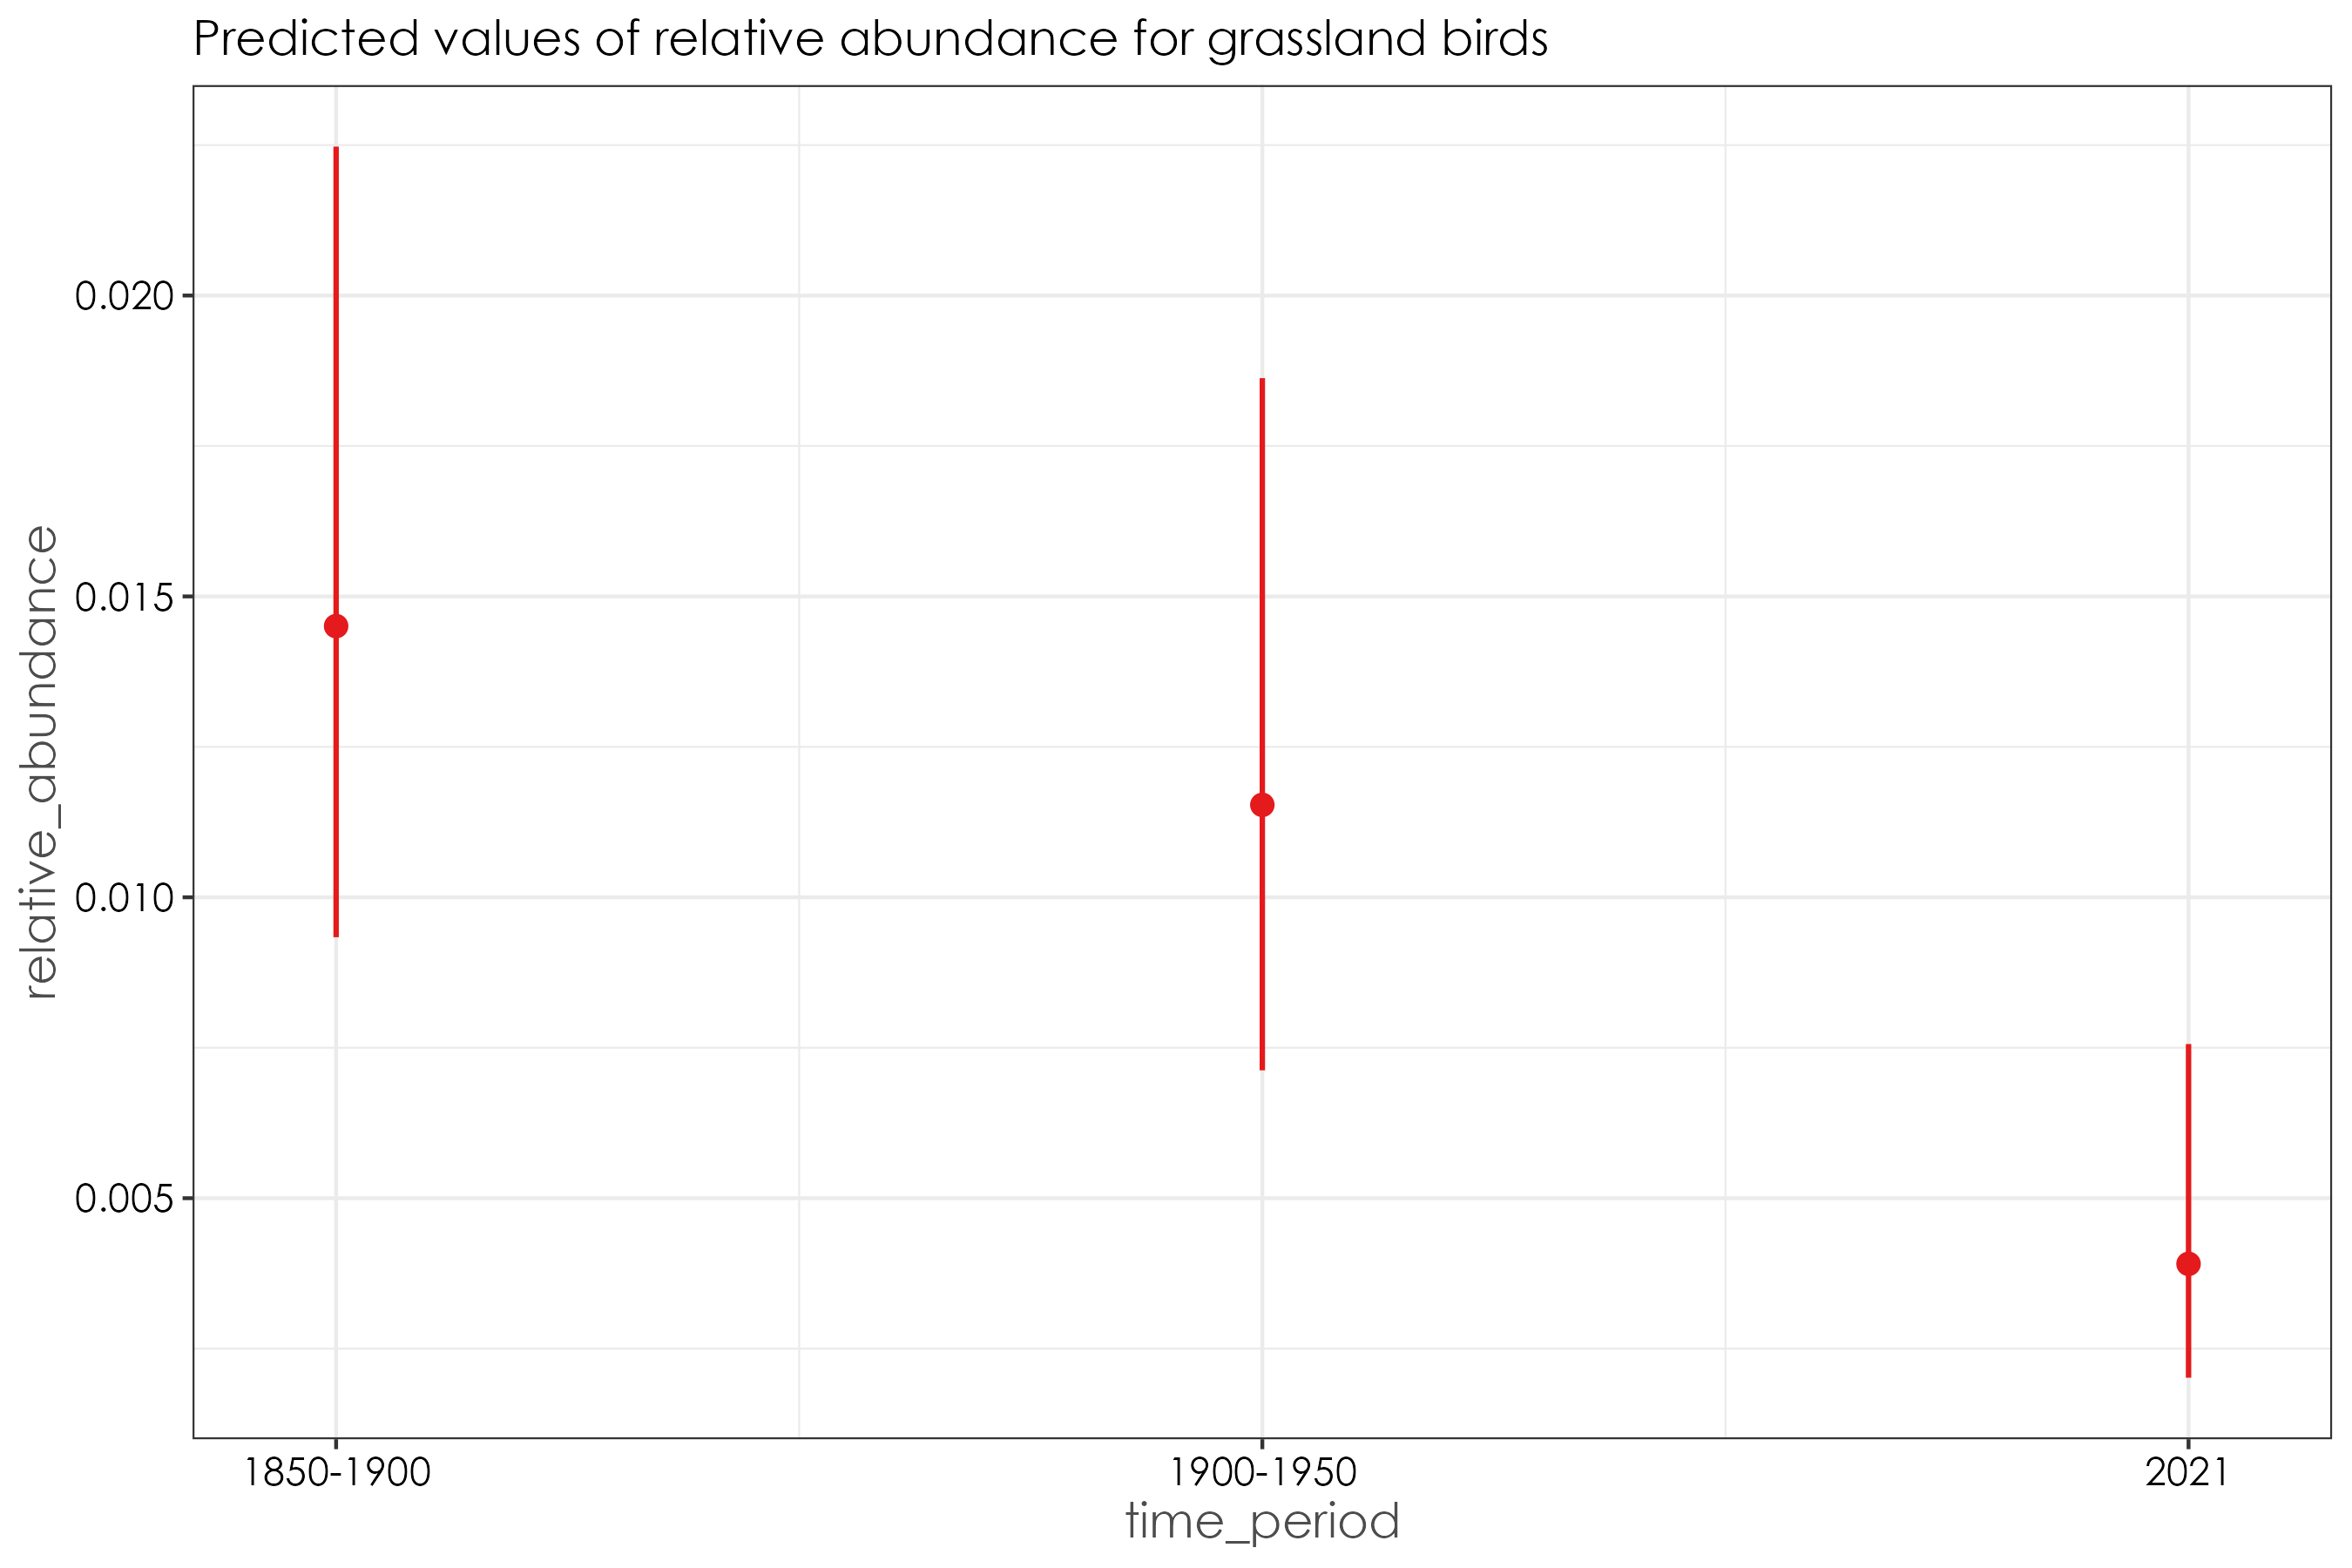 Predicted values of relative abundance for grassland birds
relative_abundance
0.020
0.015
0.010
0.005
1850-1900
1900-1950
2021
time_period